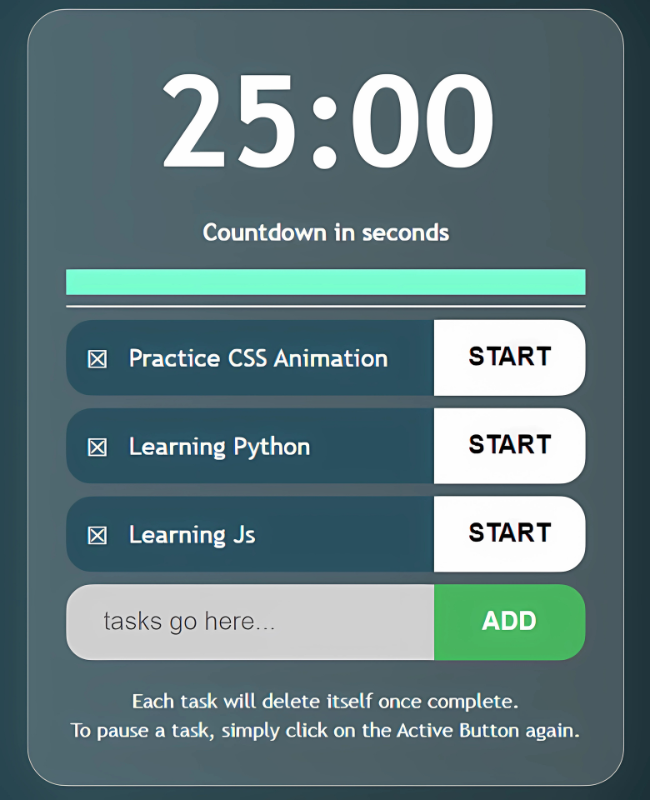 25:00
Countdown in seconds
☒ Practice CSS Animation START
☒ Learning Python START
☒ Learning Js START
tasks go here... ADD
Each task will delete itself once complete.
To pause a task, simply click on the Active Button again.